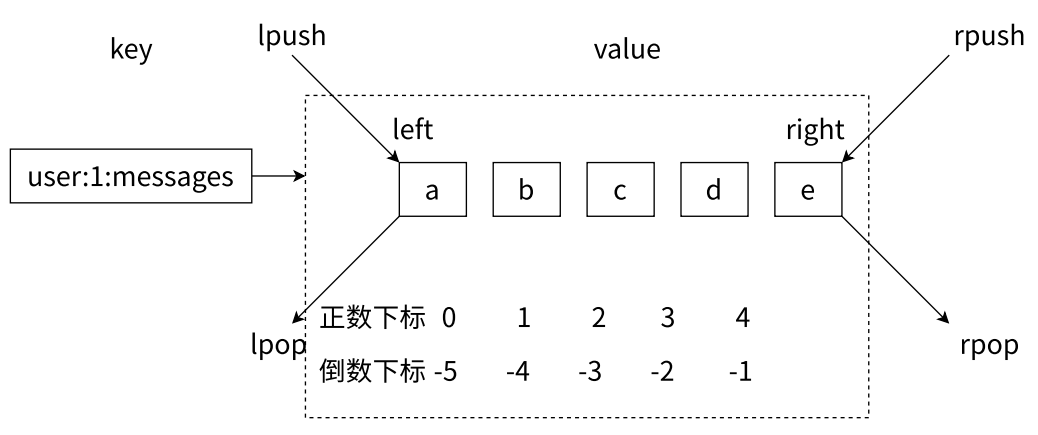 key
lpush
value
rpush
left
right
user:1:messages
a
b
c
d
e
正数下标 0 1 2 3 4
lpop
rpop
倒数下标 -5 -4 -3 -2 -1